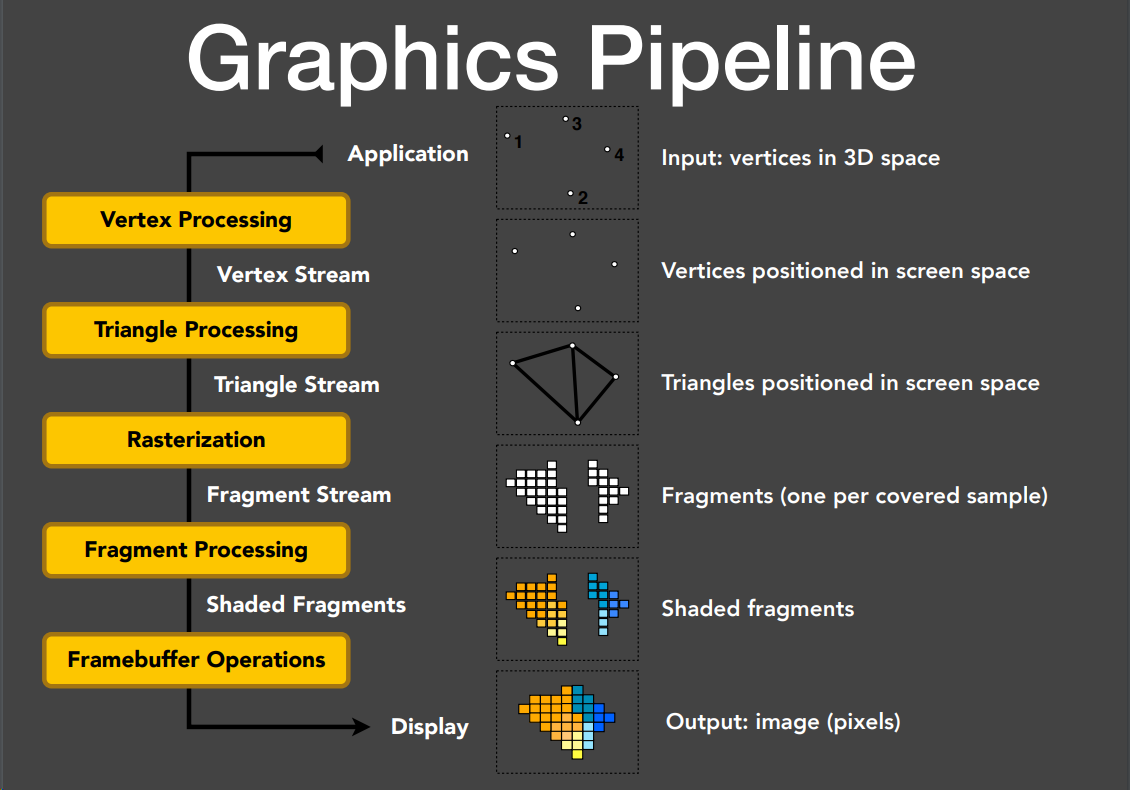 Graphics Pipeline
Application
1
3
4
2
Input: vertices in 3D space
Vertex Processing
Vertex Stream
Vertices positioned in screen space
Triangle Processing
Triangle Stream
Triangles positioned in screen space
Rasterization
Fragment Stream
Fragments (one per covered sample)
Fragment Processing
Shaded Fragments
Shaded fragments
Framebuffer Operations
Display
Output: image (pixels)